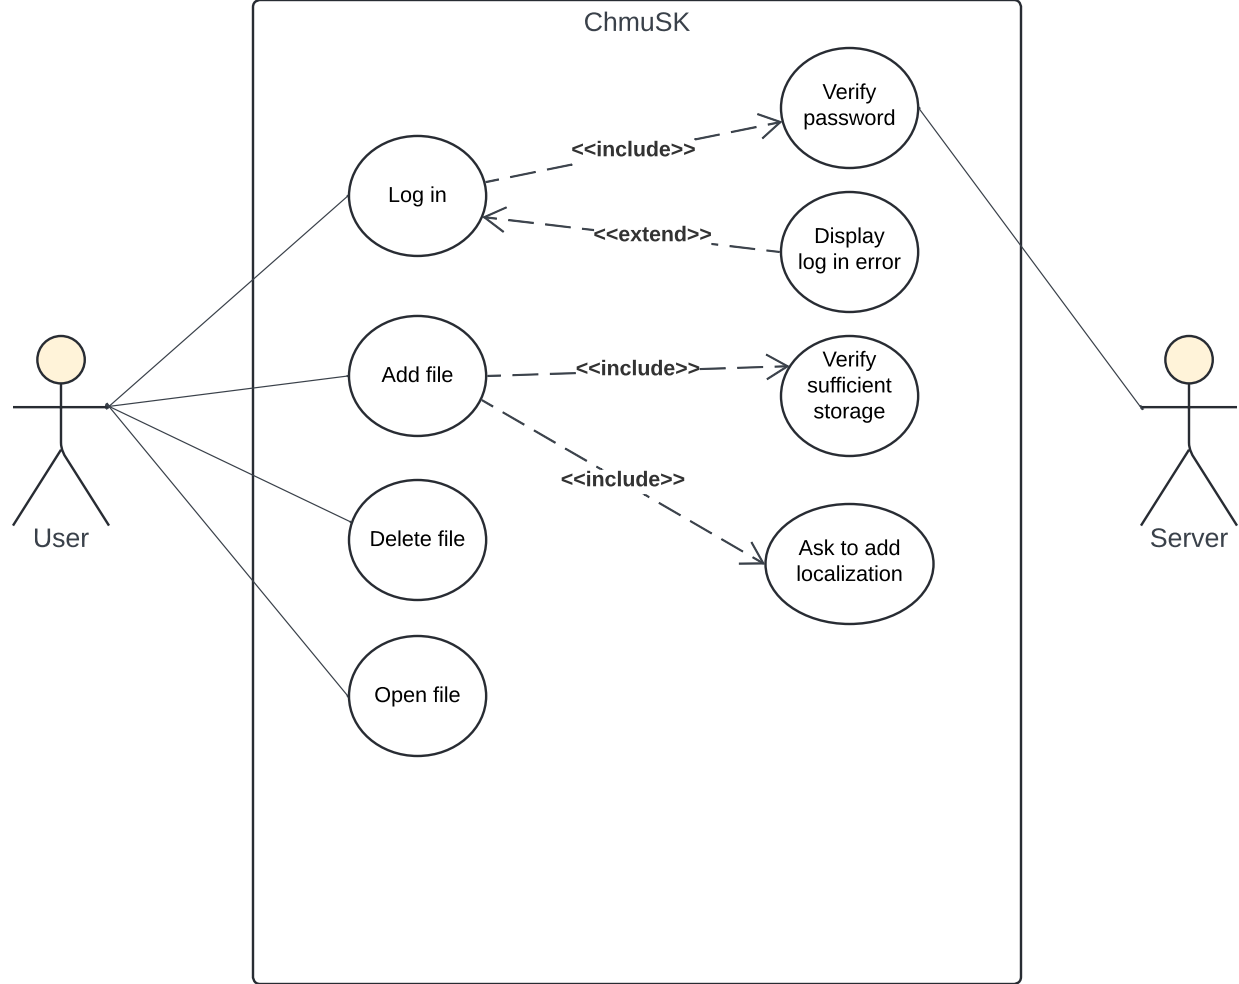 ChmuSK
Verify
password
<<include>>
Log in
<<extend>>
Display
log in error
Add file
<<include>>
Verify
sufficient
storage
<<include>>
User
Delete file
Ask to add
localization
Server
Open file